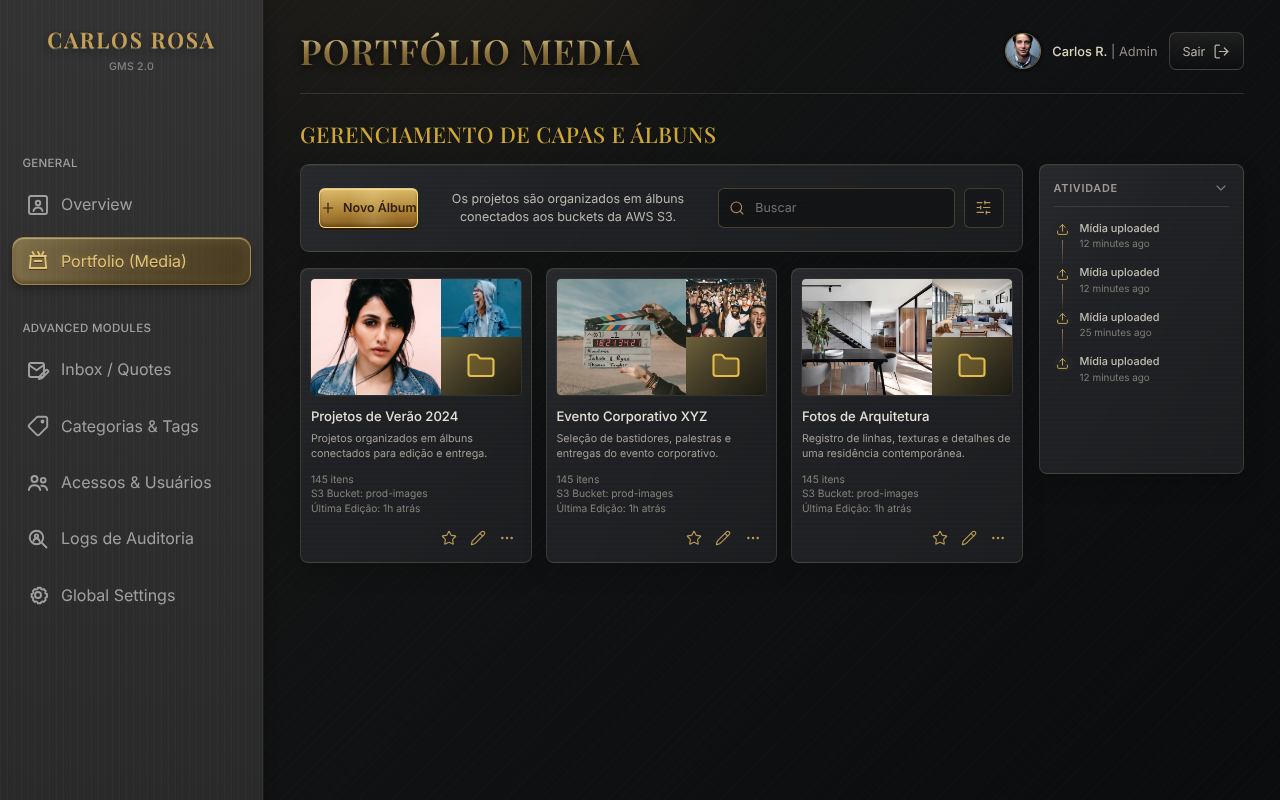 CARLOS ROSA
GMS 2.0
GENERAL
Overview
Portfolio (Media)
ADVANCED MODULES
Inbox / Quotes
Categorias & Tags
Acessos & Usuários
Logs de Auditoria
Global Settings
PORTFÓLIO MEDIA
Carlos R. | Admin
Sair
GERENCIAMENTO DE CAPAS E ÁLBUNS
Novo Álbum
Os projetos são organizados em álbuns
conectados aos buckets da AWS S3.
Buscar
Projetos de Verão 2024
Projetos organizados em álbuns
conectados para edição e entrega.
145 itens
S3 Bucket: prod-images
Última Edição: 1h atrás
Evento Corporativo XYZ
Seleção de bastidores, palestras e
entregas do evento corporativo.
145 itens
S3 Bucket: prod-images
Última Edição: 1h atrás
Fotos de Arquitetura
Registro de linhas, texturas e detalhes de
uma residência contemporânea.
145 itens
S3 Bucket: prod-images
Última Edição: 1h atrás
ATIVIDADE
Mídia uploaded
12 minutes ago
Mídia uploaded
12 minutes ago
Mídia uploaded
25 minutes ago
Mídia uploaded
12 minutes ago